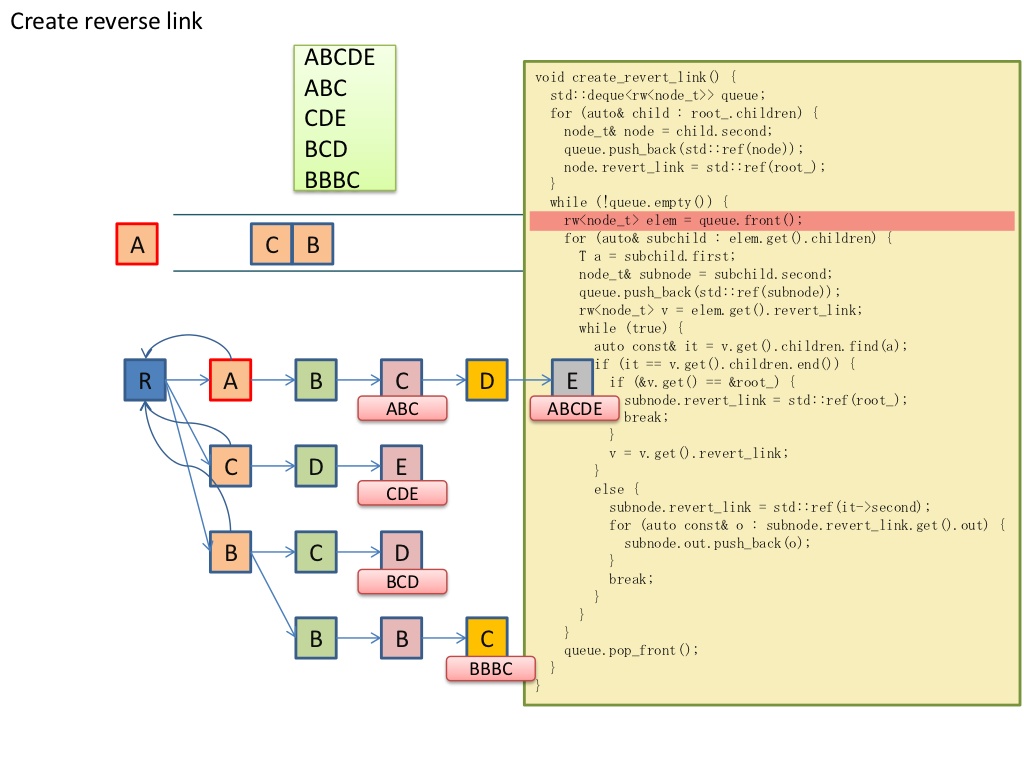 Create reverse link
ABCDE
ABC
CDE
BCD
BBBC
A
C B
R A B C D E
ABC
ABCDE
C D E
CDE
B C D
BCD
B B C
BBBC
void create_revert_link() {
std::deque<rw<node_t>> queue;
for (auto& child : root_.children) {
node_t& node = child.second;
queue.push_back(std::ref(node));
node.revert_link = std::ref(root_);
}
while (!queue.empty()) {
rw<node_t> elem = queue.front();
for (auto& subchild : elem.get().children) {
T a = subchild.first;
node_t& subnode = subchild.second;
queue.push_back(std::ref(subnode));
rw<node_t> v = elem.get().revert_link;
while (true) {
auto const& it = v.get().children.find(a);
if (it == v.get().children.end()) {
if (&v.get() == &root_) {
subnode.revert_link = std::ref(root_);
break;
}
v = v.get().revert_link;
}
else {
subnode.revert_link = std::ref(it->second);
for (auto const& o : subnode.revert_link.get().out) {
subnode.out.push_back(o);
}
break;
}
}
}
queue.pop_front();
}
}